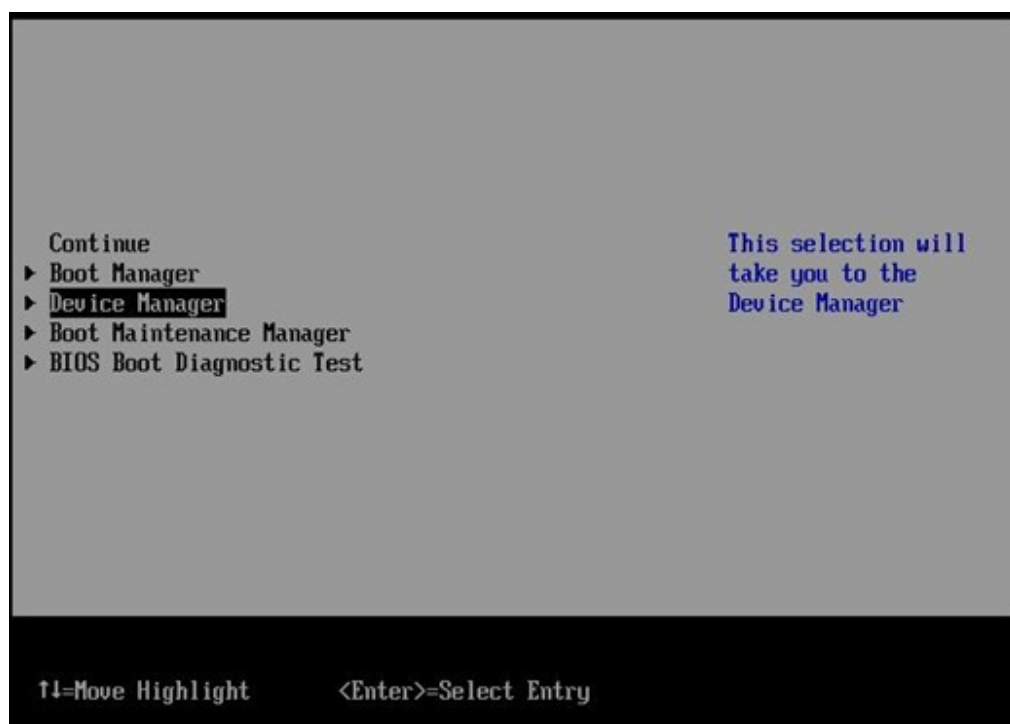 Continue
Boot Manager
Device Manager
Boot Maintenance Manager
BIOS Boot Diagnostic Test
This selection will
take you to the
Device Manager
↑↓=Move Highlight <Enter>=Select Entry